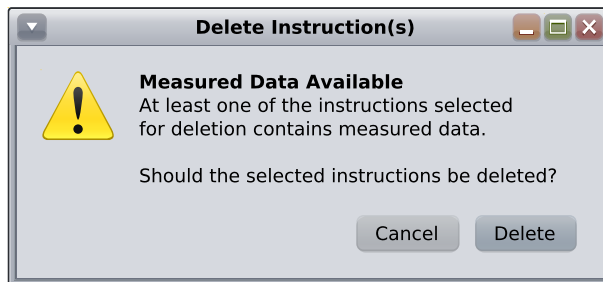 Delete Instruction(s)
Measured Data Available
At least one of the instructions selected
for deletion contains measured data.
Should the selected instructions be deleted?
Cancel Delete